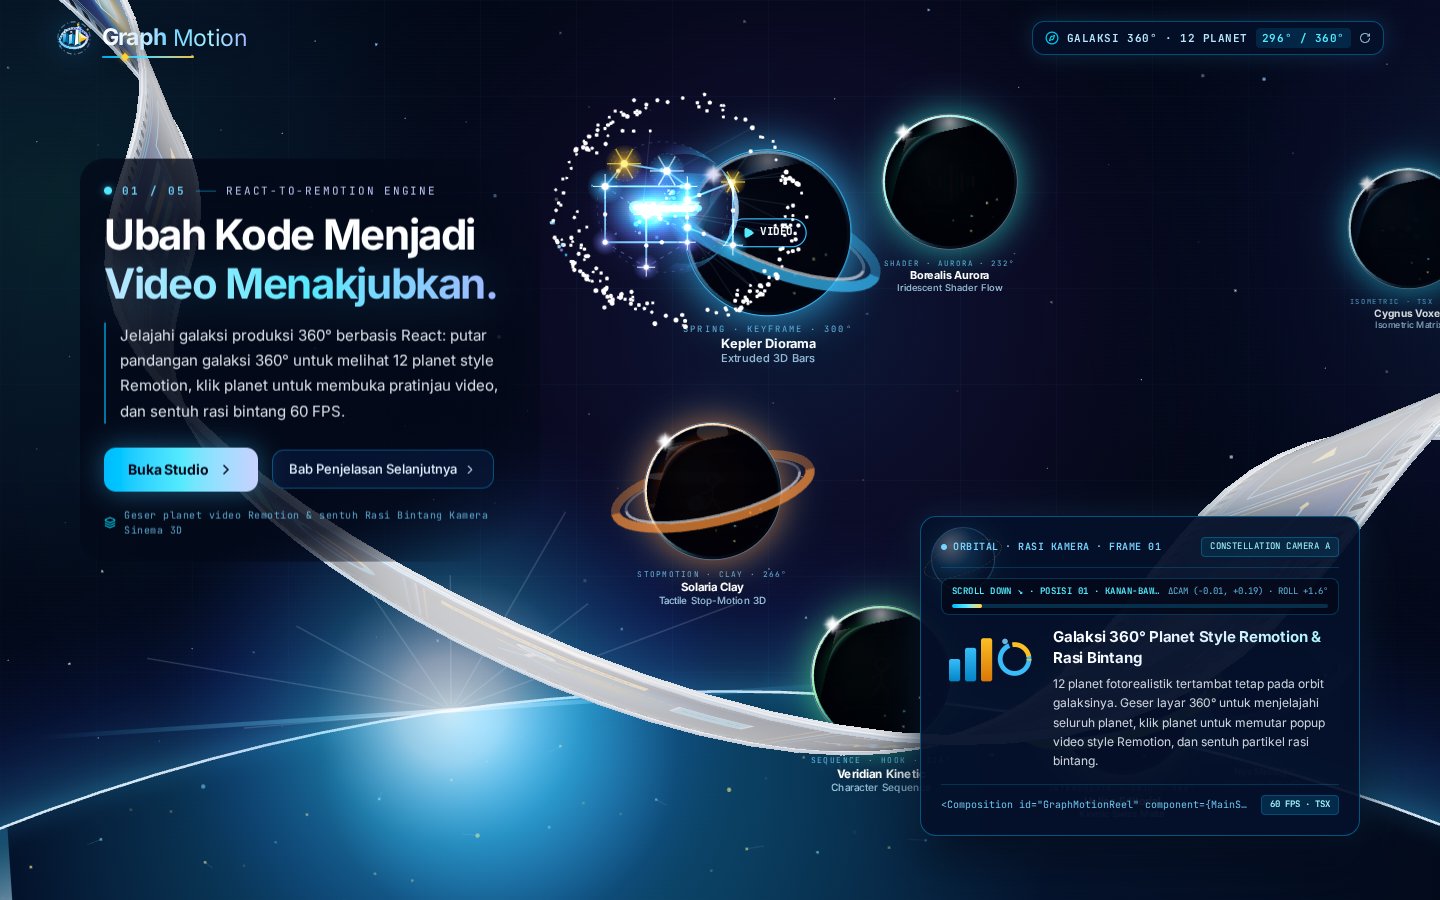 Graph Motion
GALAKSI 360° · 12 PLANET 296° / 360°
01 / 05 REACT-TO-REMOTION ENGINE
Ubah Kode Menjadi
Video Menakjubkan.
Jelajahi galaksi produksi 360° berbasis React: putar
pandangan galaksi 360° untuk melihat 12 planet style
Remotion, klik planet untuk membuka pratinjau video,
dan sentuh rasi bintang 60 FPS.
Buka Studio
Bab Penjelasan Selanjutnya
Geser planet video Remotion & sentuh Rasi Bintang Kamera
Sinema 3D
VIDEO
SPRING · KEYFRAME · 300°
Kepler Diorama
Extruded 3D Bars
SHADER · AURORA · 232°
Borealis Aurora
Iridescent Shader Flow
ISOMETRIC · TSX
Cygnus Voxe
Isometric Matri
STOPMOTION · CLAY · 266°
Solaria Clay
Tactile Stop-Motion 3D
SEQUENCE · HOOK ·
Veridian Kineti
Character Sequen
ORBITAL · RASI KAMERA · FRAME 01
CONSTELLATION CAMERA A
SCROLL DOWN ↘ · POSISI 01 · KANAN-BAW… ΔCAM (-0.01, +0.19) · ROLL +1.6°
Galaksi 360° Planet Style Remotion &
Rasi Bintang
12 planet fotorealistik tertambat tetap pada orbit
galaksinya. Geser layar 360° untuk menjelajahi
seluruh planet, klik planet untuk memutar popup
video style Remotion, dan sentuh partikel rasi
bintang.
<Composition id="GraphMotionReel" component={MainS…
60 FPS · TSX